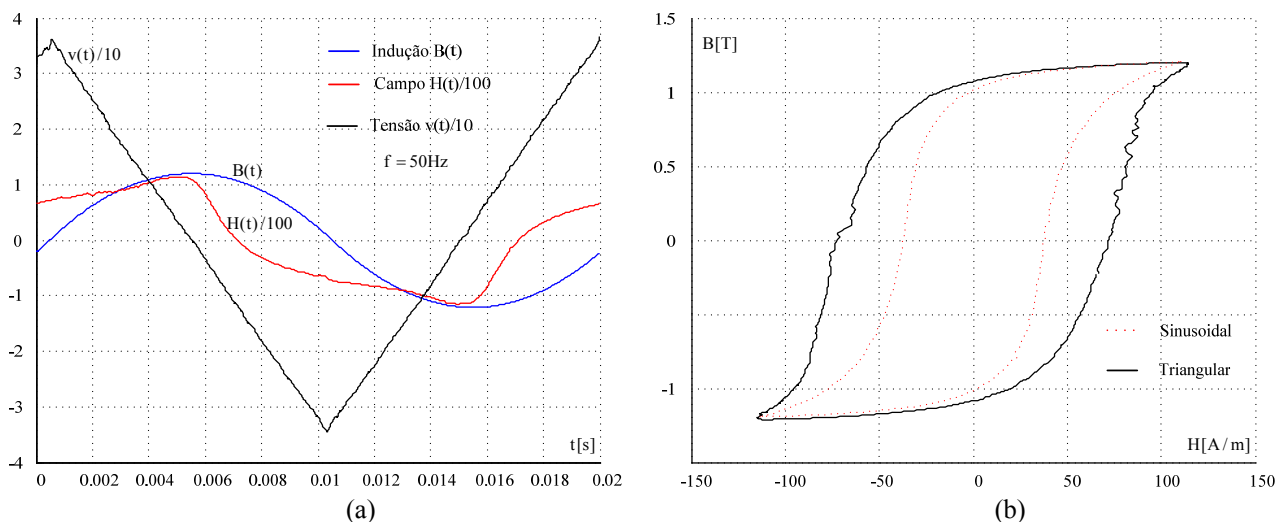 4
3
2
1
0
-1
-2
-3
-4
v(t)/10
Indução B(t)
Campo H(t)/100
Tensão v(t)/10
f = 50Hz
B(t)
H(t)/100
t[s]
0 0.002 0.004 0.006 0.008 0.01 0.012 0.014 0.016 0.018 0.02
(a)
B[T]
1
0.5
0
-1
Sinusoidal
Triangular
H[A/m]
-150 -100 -50 0 50 100 150
(b)